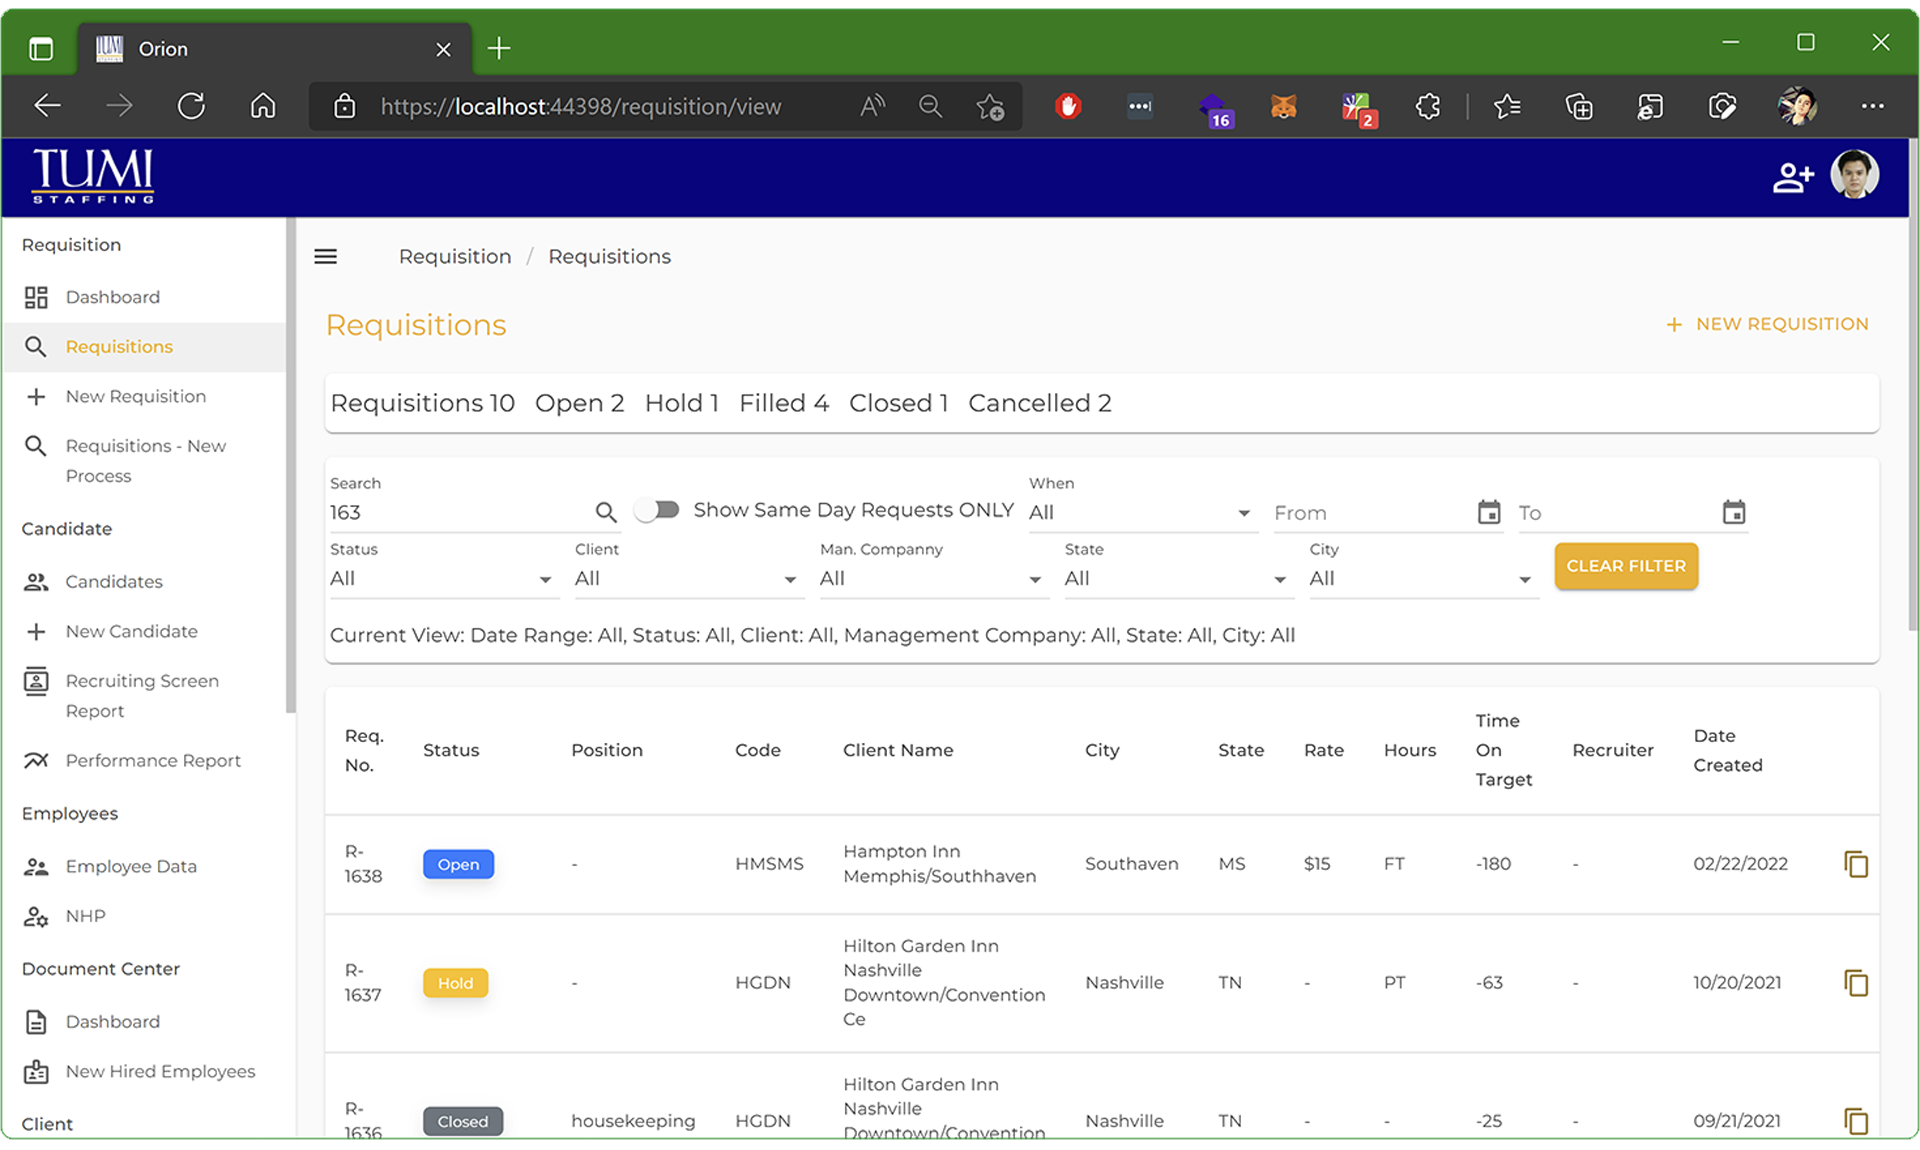 Orion
https://localhost:44398/requisition/view
16
2
TUMI
STAFFING
Requisition
Dashboard
Requisitions
New Requisition
Requisitions - New
Process
Candidate
Candidates
New Candidate
Recruiting Screen
Report
Performance Report
Employees
Employee Data
NHP
Document Center
Dashboard
New Hired Employees
Client
Requisition / Requisitions
Requisitions
+ NEW REQUISITION
Requisitions 10 Open 2 Hold 1 Filled 4 Closed 1 Cancelled 2
Search
163
Show Same Day Requests ONLY
When
All
From
To
Status
All
Client
All
Man. Companny
All
State
All
City
All
CLEAR FILTER
Current View: Date Range: All, Status: All, Client: All, Management Company: All, State: All, City: All
Req.
No.
Status
Position
Code
Client Name
City
State
Rate
Hours
Time
On
Target
Recruiter
Date
Created
R-
1638
Open
-
HMSMS
Hampton Inn
Memphis/Southhaven
Southaven
MS
$15
FT
-180
-
02/22/2022
R-
1637
Hold
-
HGDN
Hilton Garden Inn
Nashville
Downtown/Convention
Ce
Nashville
TN
-
PT
-63
-
10/20/2021
R-
1636
Closed
housekeeping
HGDN
Hilton Garden Inn
Nashville
Downtown/Convention
Nashville
TN
-
-
-25
-
09/21/2021